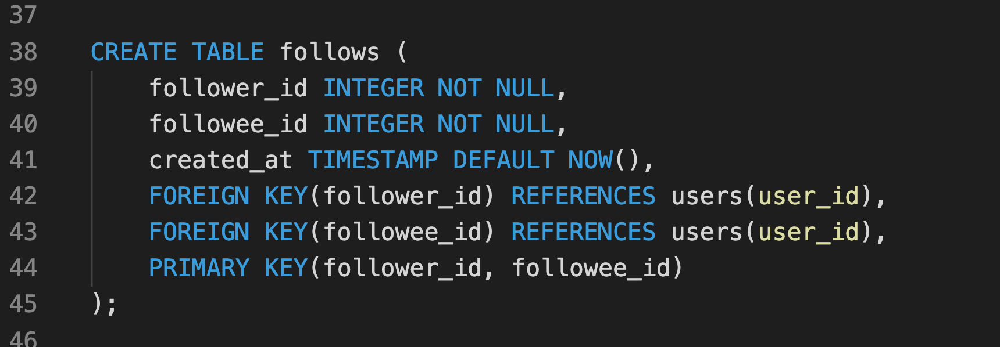 37
38 CREATE TABLE follows (
39 follower_id INTEGER NOT NULL,
40 followee_id INTEGER NOT NULL,
41 created_at TIMESTAMP DEFAULT NOW(),
42 FOREIGN KEY(follower_id) REFERENCES users(user_id),
43 FOREIGN KEY(followee_id) REFERENCES users(user_id),
44 PRIMARY KEY(follower_id, followee_id)
45 );
46